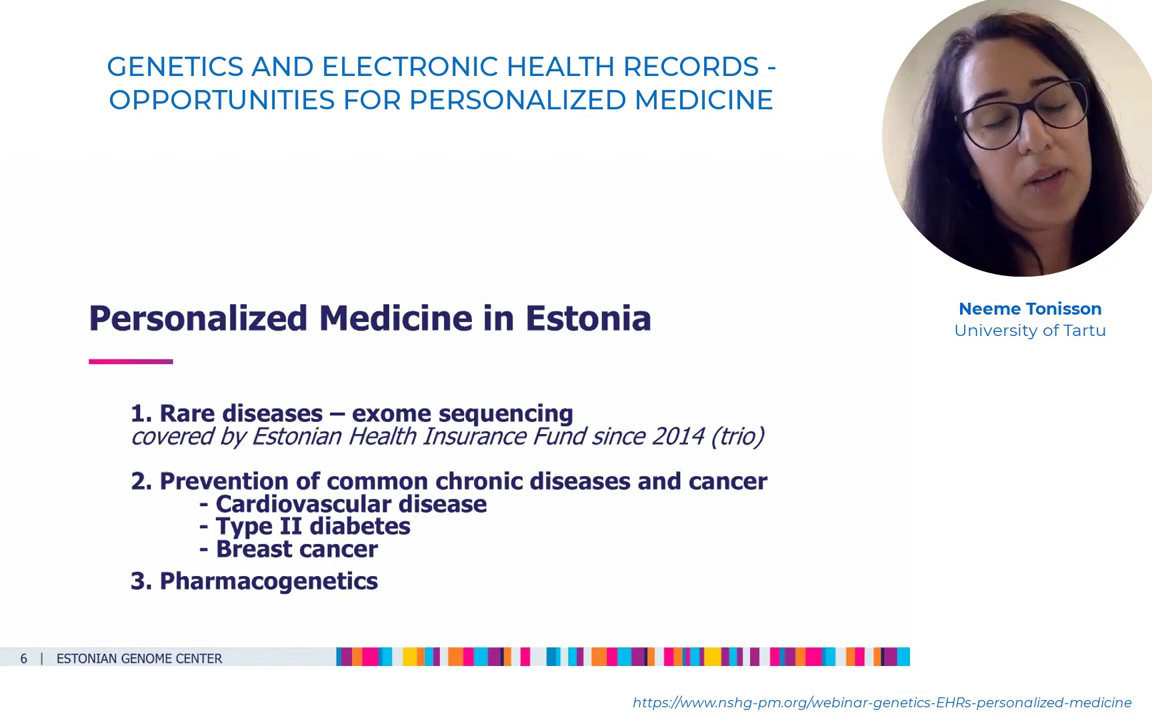 GENETICS AND ELECTRONIC HEALTH RECORDS -
OPPORTUNITIES FOR PERSONALIZED MEDICINE
Neeme Tonisson
University of Tartu
Personalized Medicine in Estonia
1. Rare diseases – exome sequencing
covered by Estonian Health Insurance Fund since 2014 (trio)
2. Prevention of common chronic diseases and cancer
- Cardiovascular disease
- Type II diabetes
- Breast cancer
3. Pharmacogenetics
6 | ESTONIAN GENOME CENTER
https://www.nshg-pm.org/webinar-genetics-EHRs-personalized-medicine